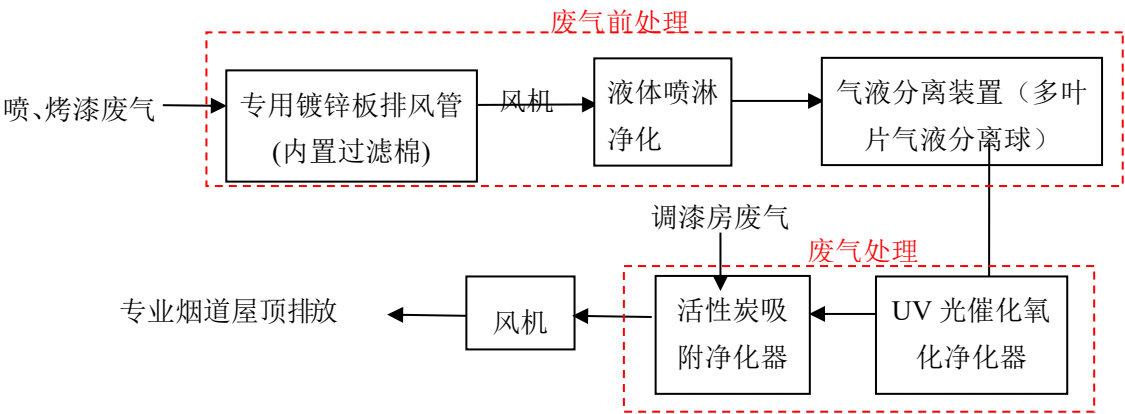 废气前处理
喷、烤漆废气
专用镀锌板排风管
(内置过滤棉)
风机
液体喷淋
净化
气液分离装置（多叶
片气液分离球）
调漆房废气
废气处理
专业烟道屋顶排放
风机
活性炭吸
附净化器
UV 光催化氧
化净化器